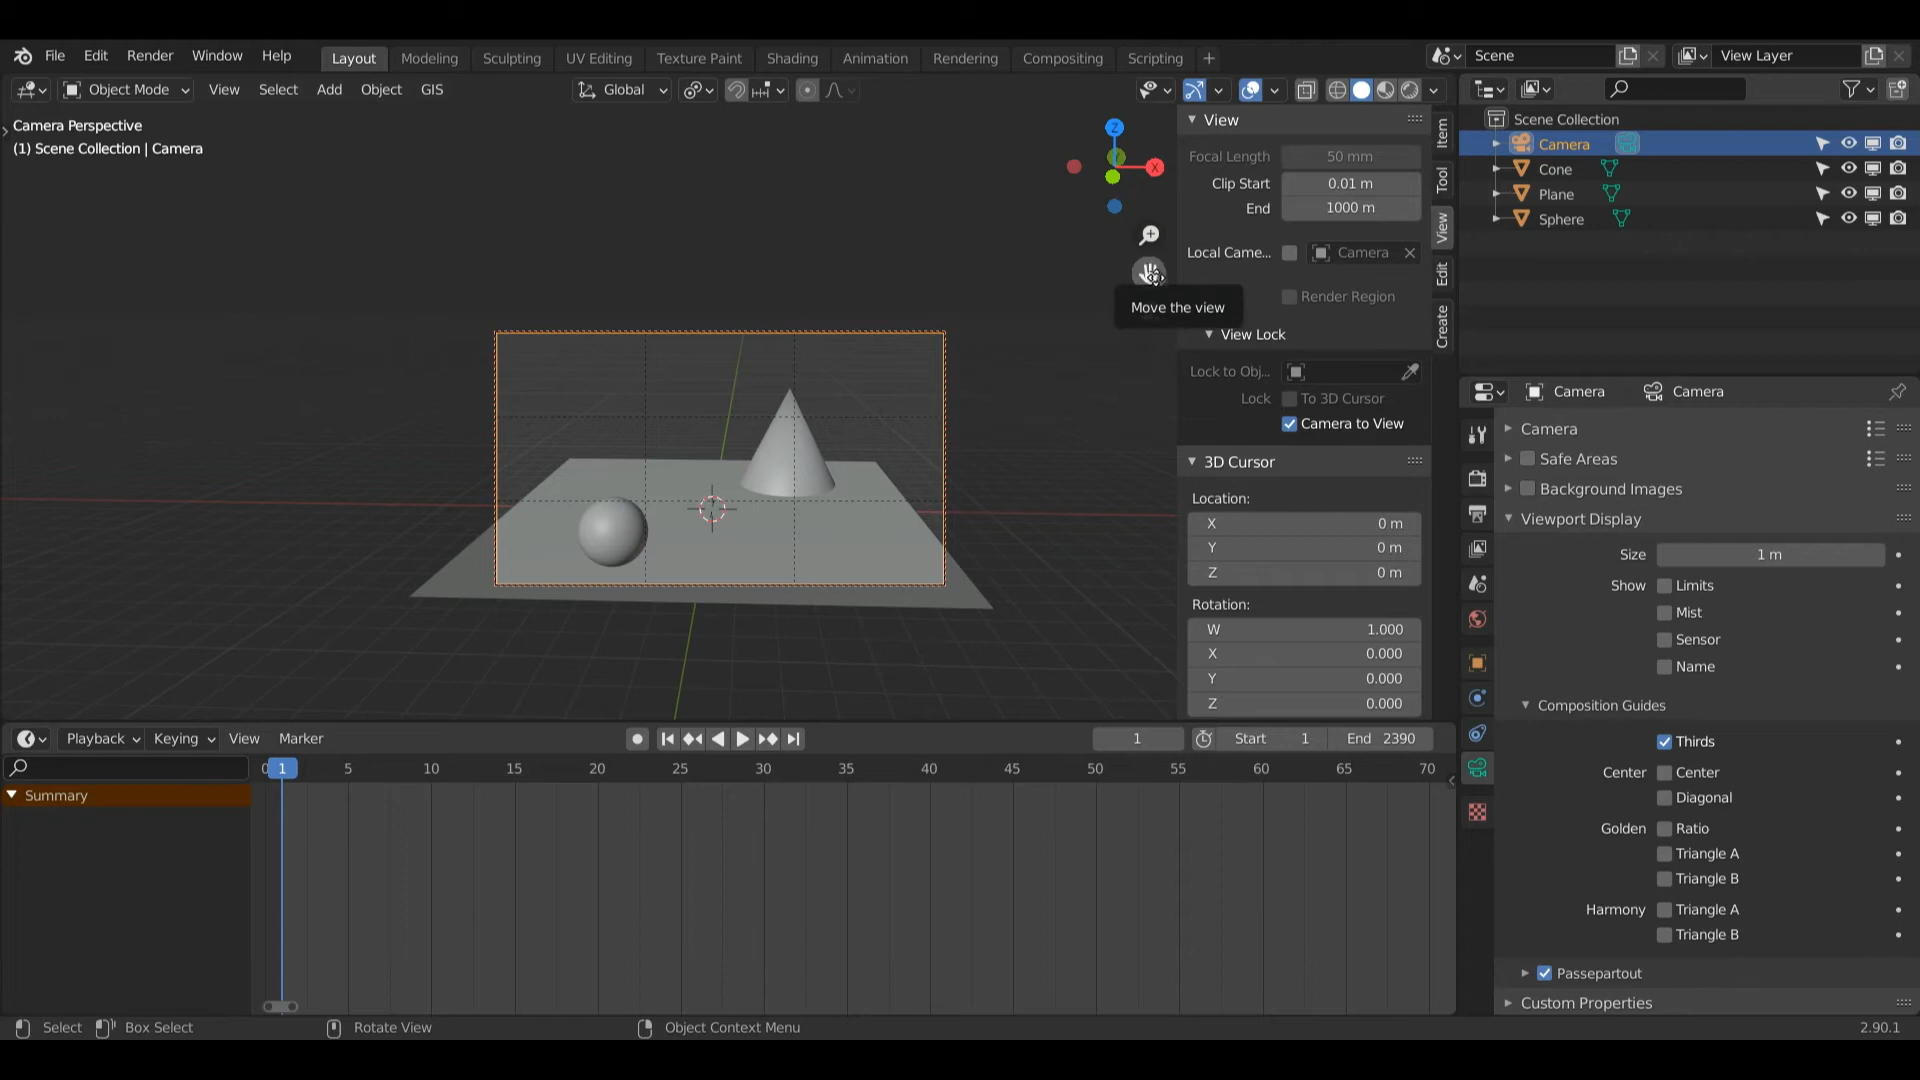 File Edit Render Window Help Layout Modeling Sculpting UV Editing Texture Paint Shading Animation Rendering Compositing Scripting + Scene View Layer
Object Mode View Select Add Object GIS Global
Camera Perspective
(1) Scene Collection | Camera
Z
X
Move the view
View
Focal Length 50 mm
Clip Start 0.01 m
End 1000 m
Local Came... Camera
Render Region
View Lock
Lock to Obj...
Lock To 3D Cursor
Camera to View
3D Cursor
Location:
X 0 m
Y 0 m
Z 0 m
Rotation:
W 1.000
X 0.000
Y 0.000
Z 0.000
Item
Tool
View
Edit
Create
Scene Collection
Camera
Cone
Plane
Sphere
Camera Camera
Camera
Safe Areas
Background Images
Viewport Display
Size 1 m
Show Limits
Mist
Sensor
Name
Composition Guides
Thirds
Center Center
Diagonal
Golden Ratio
Triangle A
Triangle B
Harmony Triangle A
Triangle B
Passepartout
Custom Properties
Playback Keying View Marker 1 Start 1 End 2390
0 1 5 10 15 20 25 30 35 40 45 50 55 60 65 70
Summary
Select Box Select Rotate View Object Context Menu 2.90.1